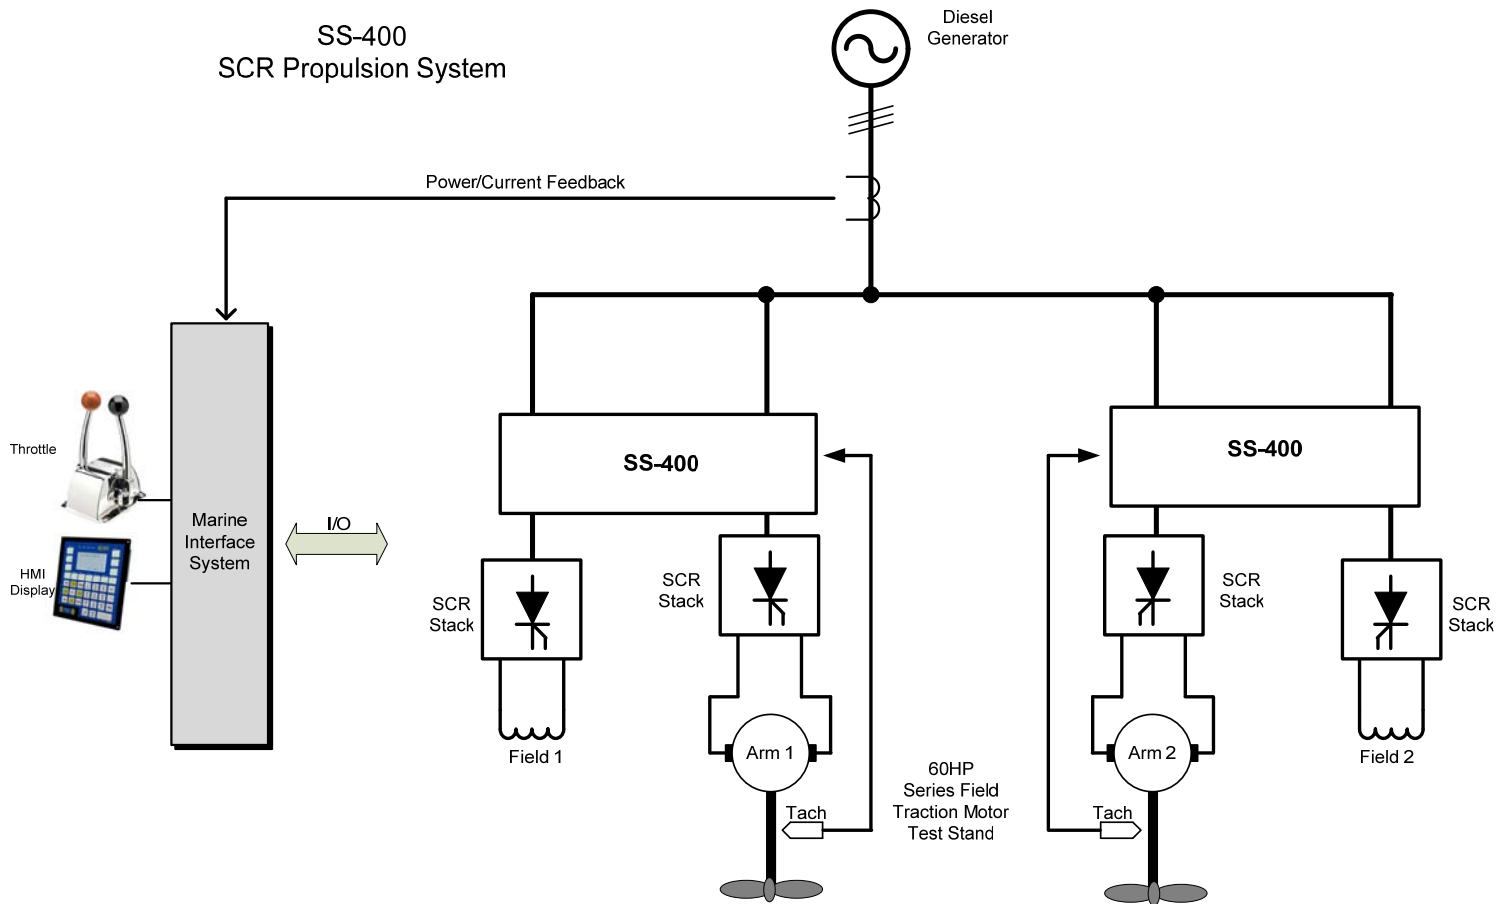 SS-400
SCR Propulsion System
Diesel
Generator
Power/Current Feedback
Throttle
HMI
Display
Marine
Interface
System
I/O
SS-400
SS-400
SCR
Stack
SCR
Stack
SCR
Stack
SCR
Stack
Field 1
Arm 1
Arm 2
Field 2
60HP
Series Field
Traction Motor
Test Stand
Tach
Tach